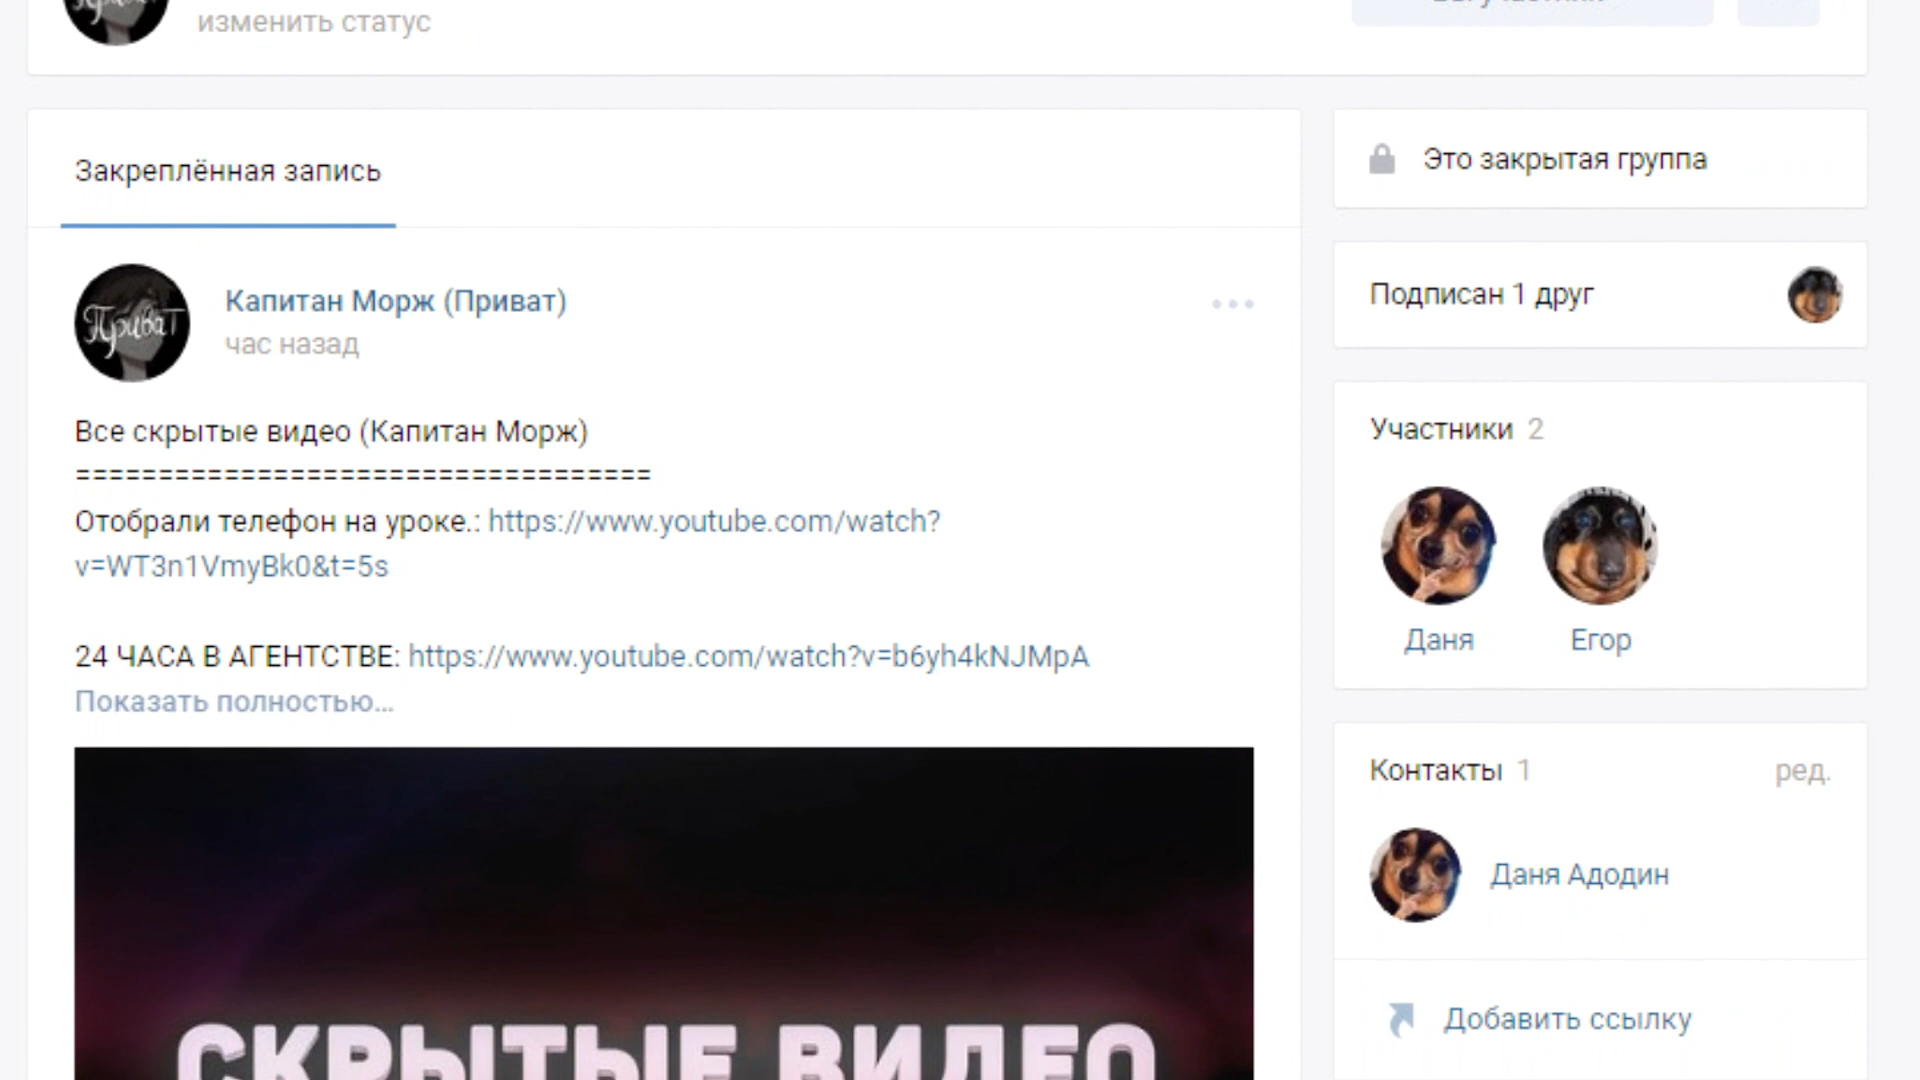 изменить статус
Закреплённая запись
Приват
Капитан Морж (Приват)
час назад
Все скрытые видео (Капитан Морж)
===================================
Отобрали телефон на уроке.: https://www.youtube.com/watch?
v=WT3n1VmyBk0&t=5s
24 ЧАСА В АГЕНТСТВЕ: https://www.youtube.com/watch?v=b6yh4kNJMpA
Показать полностью...
СКРЫТЫЕ ВИДЕО
Это закрытая группа
Подписан 1 друг
Участники 2
Даня
Егор
Контакты 1
ред.
Даня Адодин
Добавить ссылку